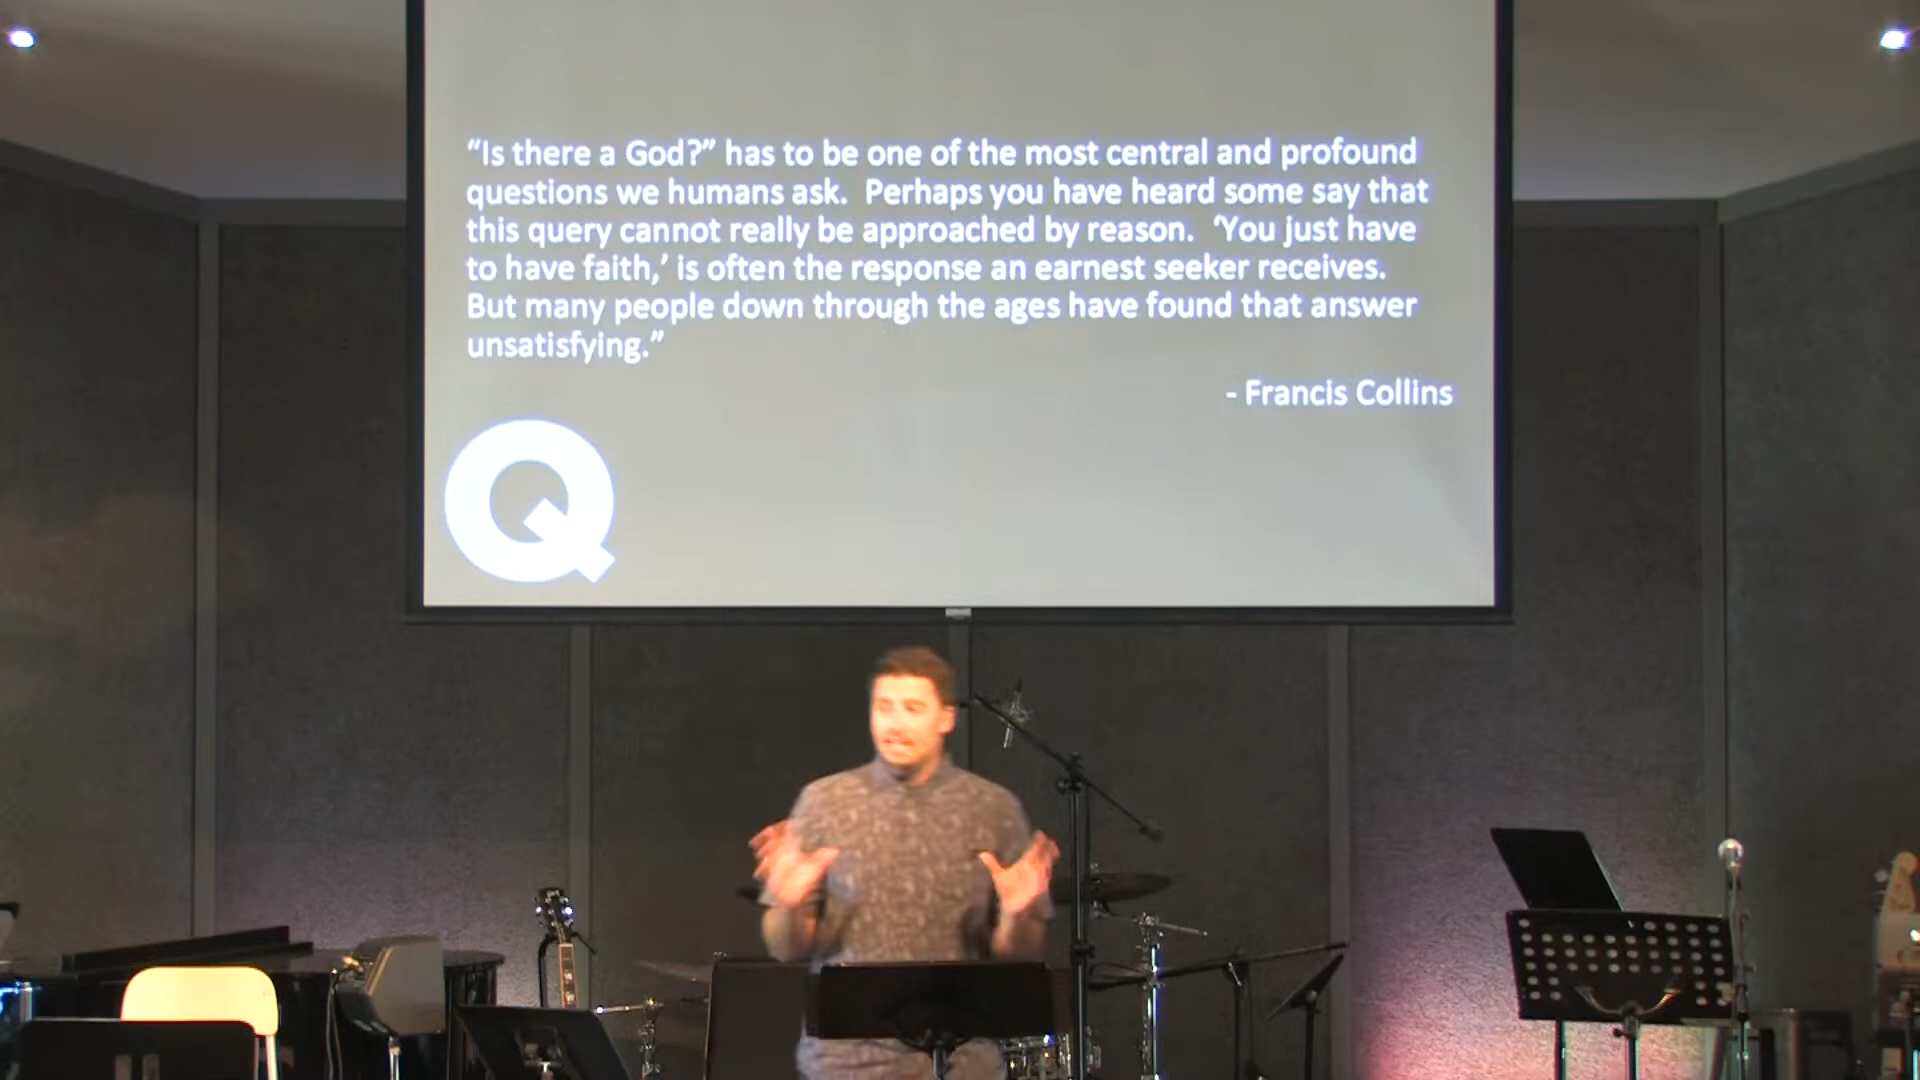 “Is there a God?” has to be one of the most central and profound
questions we humans ask.  Perhaps you have heard some say that
this query cannot really be approached by reason.  ‘You just have
to have faith,’ is often the response an earnest seeker receives.
But many people down through the ages have found that answer
unsatisfying.”
- Francis Collins
Q